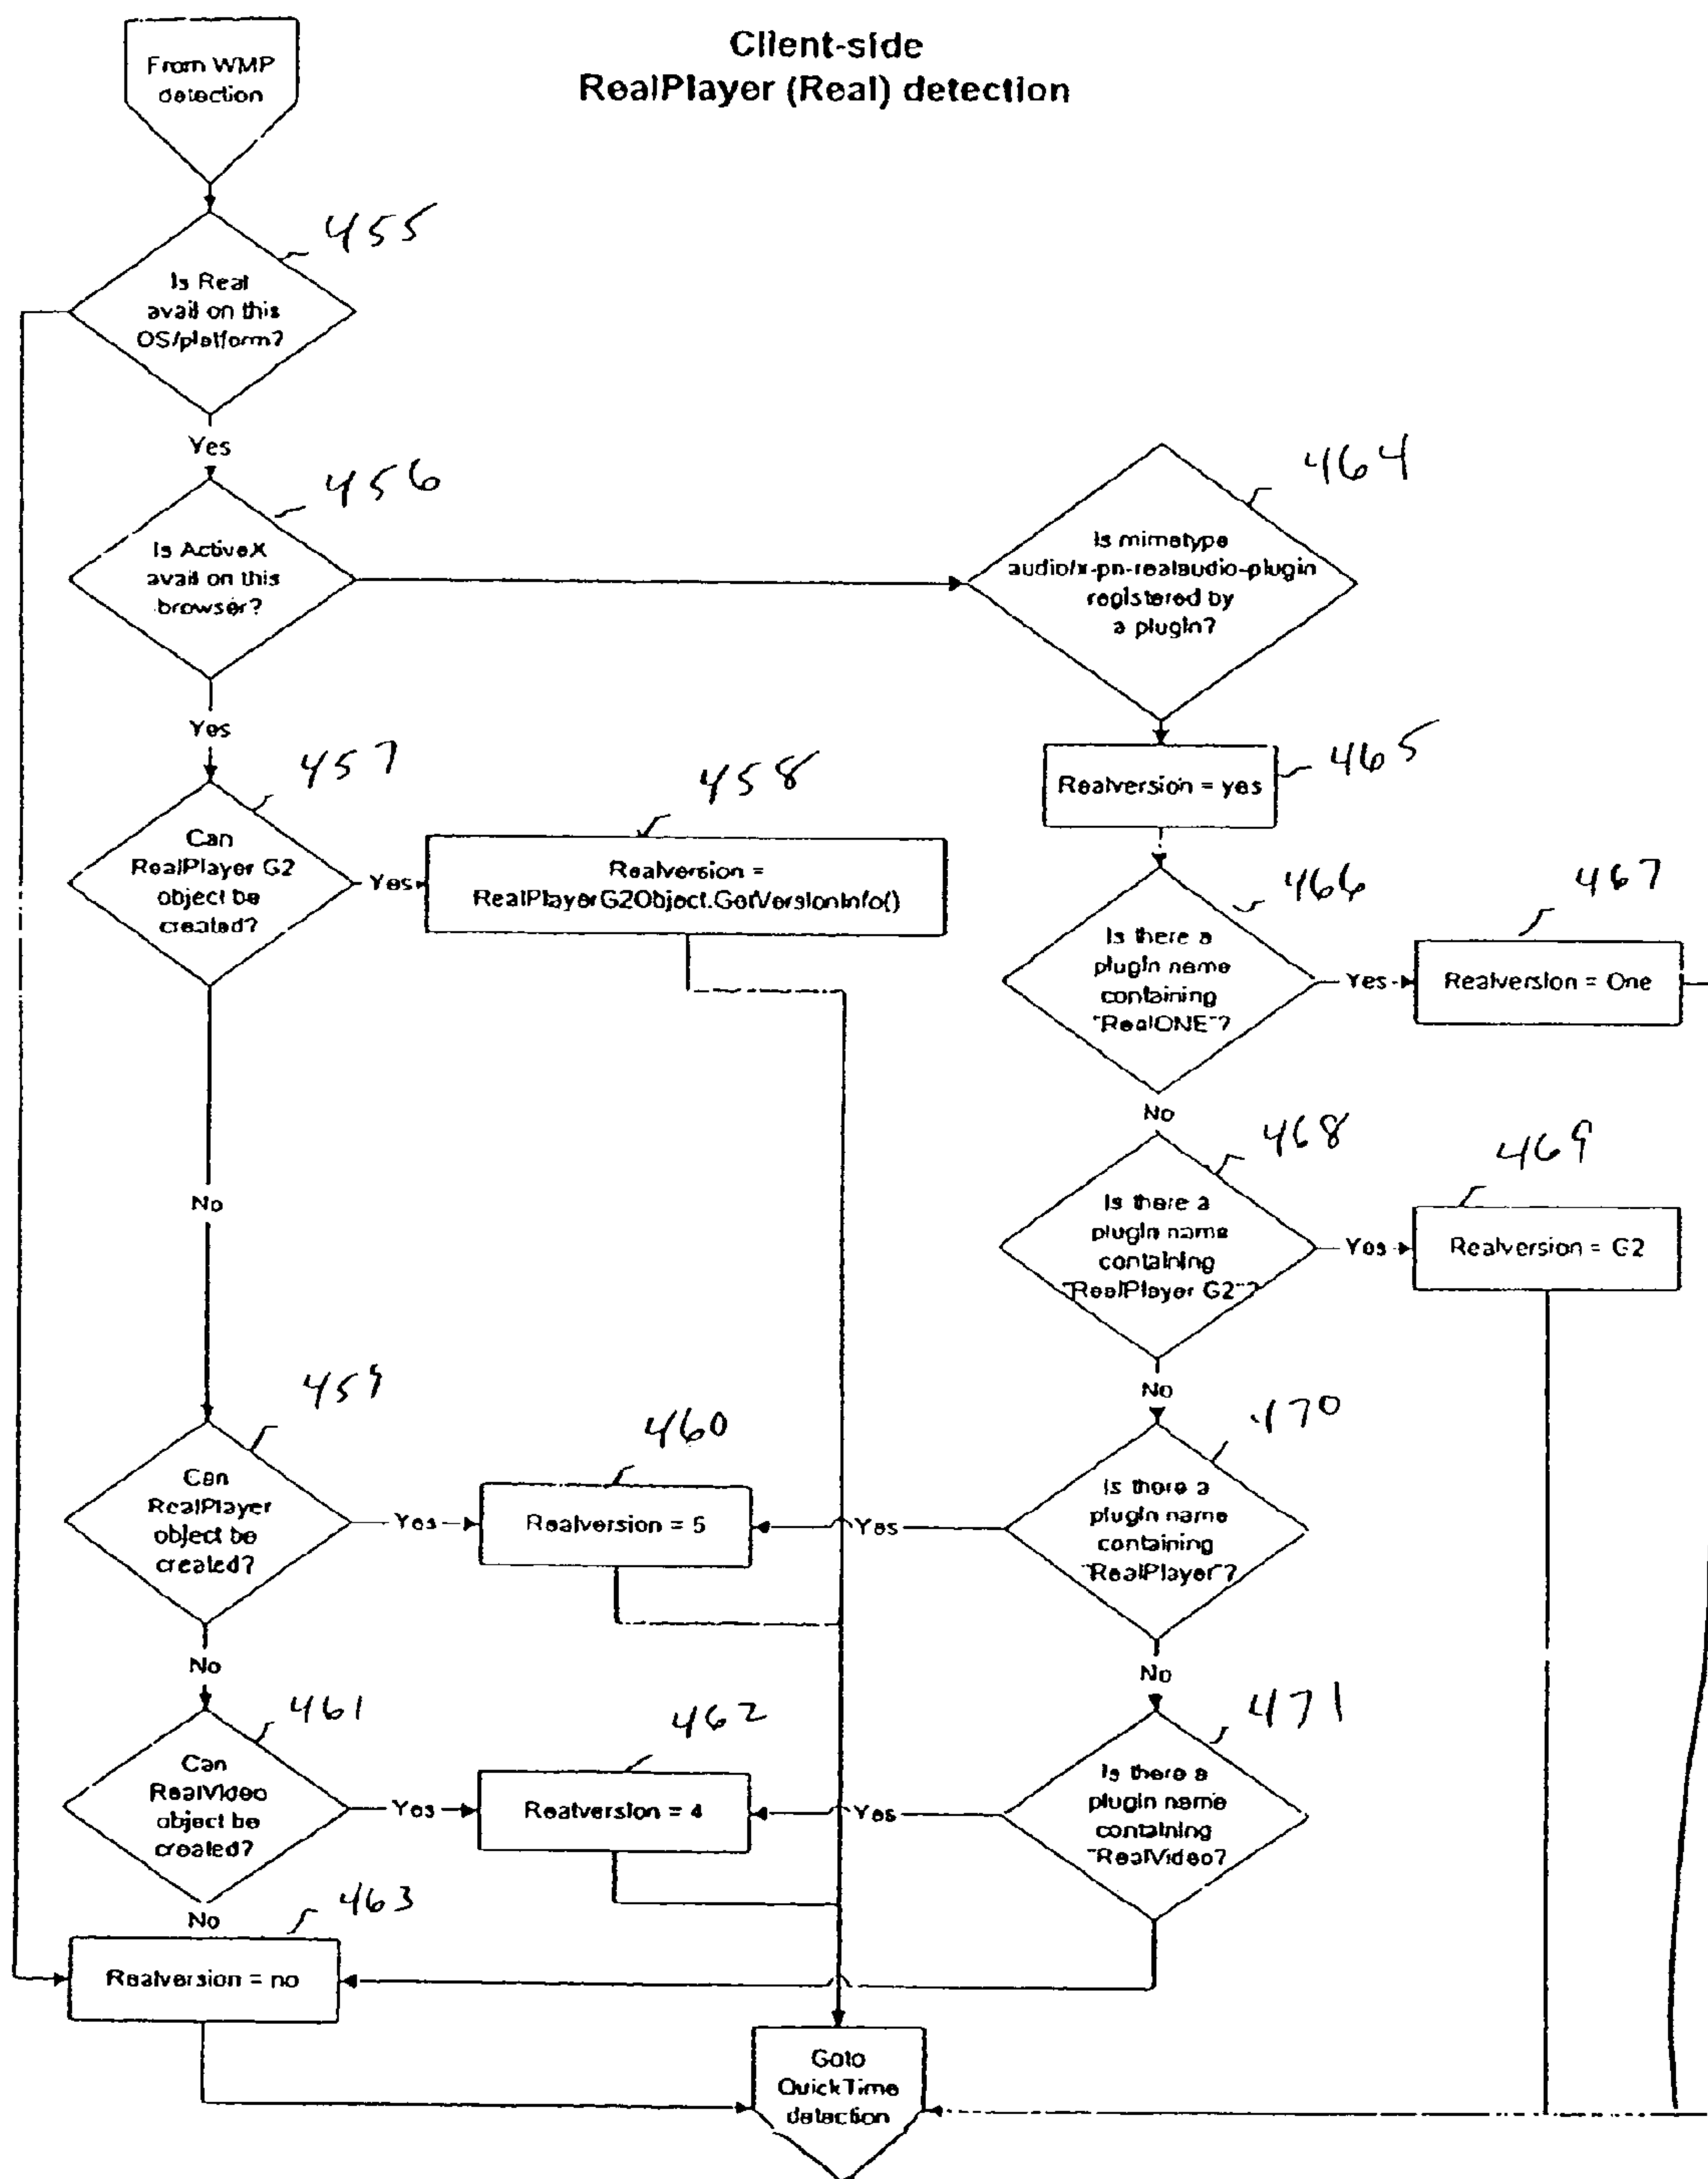 Client-side
RealPlayer (Real) detection
From WMP
detection
455
Is Real
avail on this
OS/platform?
Yes
456
Is ActiveX
avail on this
browser?
464
Is mimetype
audio/x-pn-realaudio-plugin
registered by
a plugin?
Yes
457
Can
RealPlayer G2
object be
created?
Yes
458
Realversion =
RealPlayerG2Object.GetVersionInfo()
465
Realversion = yes
466
Is there a
plugin name
containing
"RealONE"?
Yes
467
Realversion = One
No
468
Is there a
plugin name
containing
"RealPlayer G2"?
Yes
469
Realversion = G2
No
No
459
Can
RealPlayer
object be
created?
Yes
460
Realversion = 5
Yes
470
Is there a
plugin name
containing
"RealPlayer"?
No
No
461
Can
RealVideo
object be
created?
Yes
462
Realversion = 4
Yes
471
Is there a
plugin name
containing
"RealVideo?
No
463
Realversion = no
Goto
QuickTime
detection